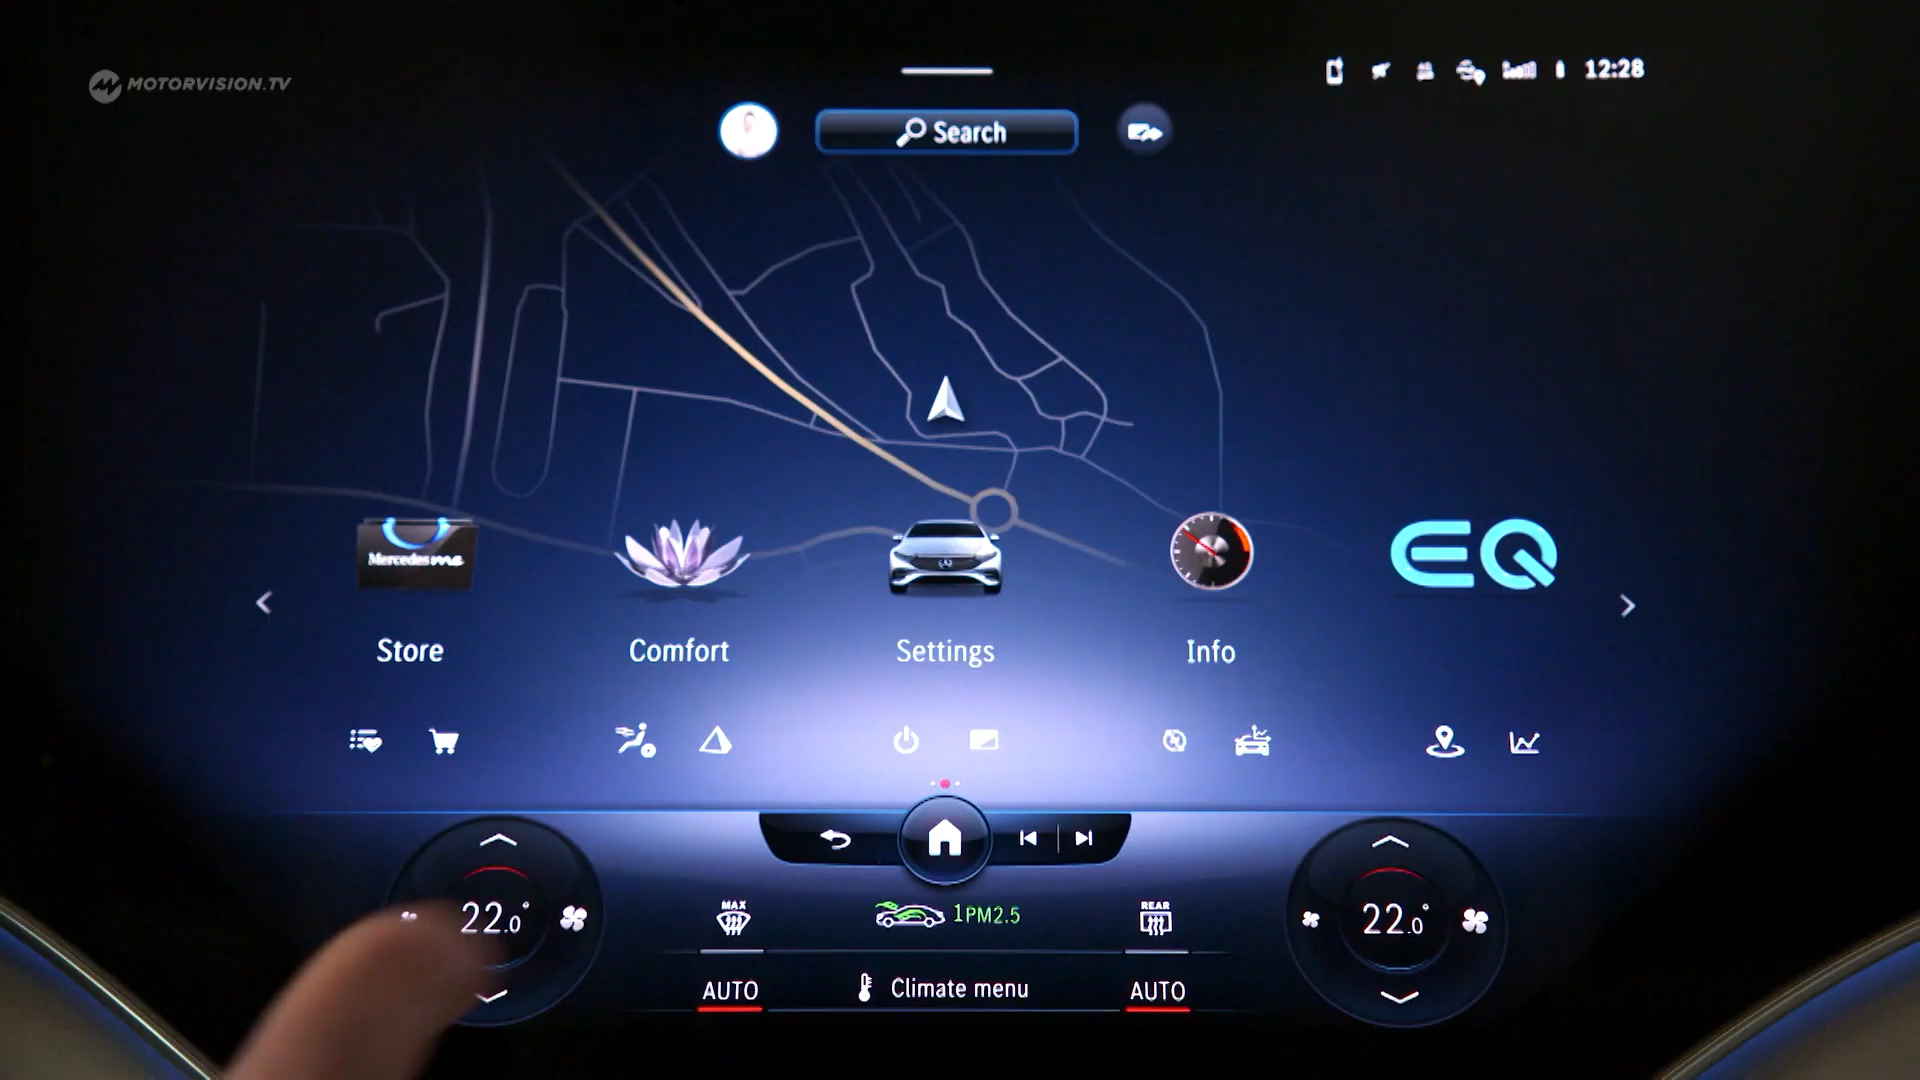 MOTORVISION.TV
12:28
Search
Mercedes me
Store
Comfort
Settings
Info
EQ
22.0°
MAX
1PM2.5
REAR
22.0°
AUTO
Climate menu
AUTO